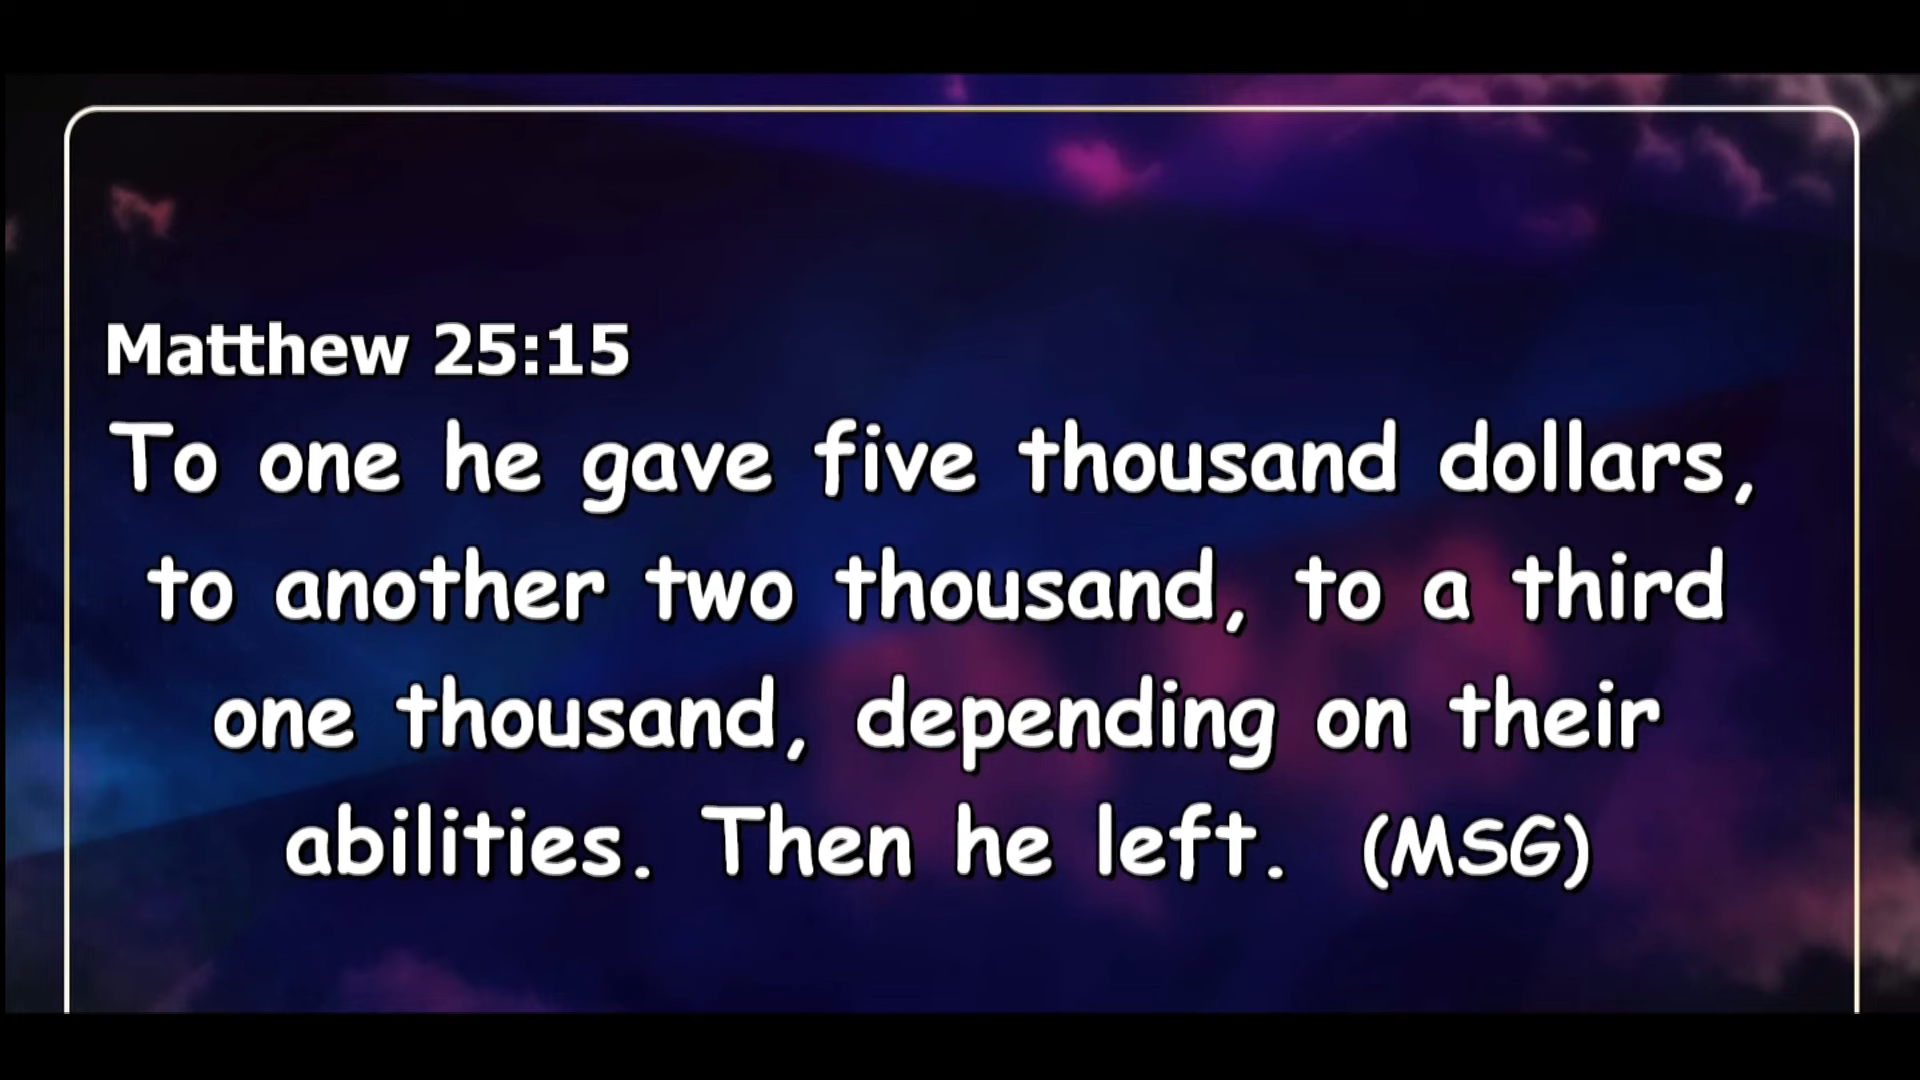 Matthew 25:15
To one he gave five thousand dollars,
to another two thousand, to a third
one thousand, depending on their
abilities. Then he left. (MSG)